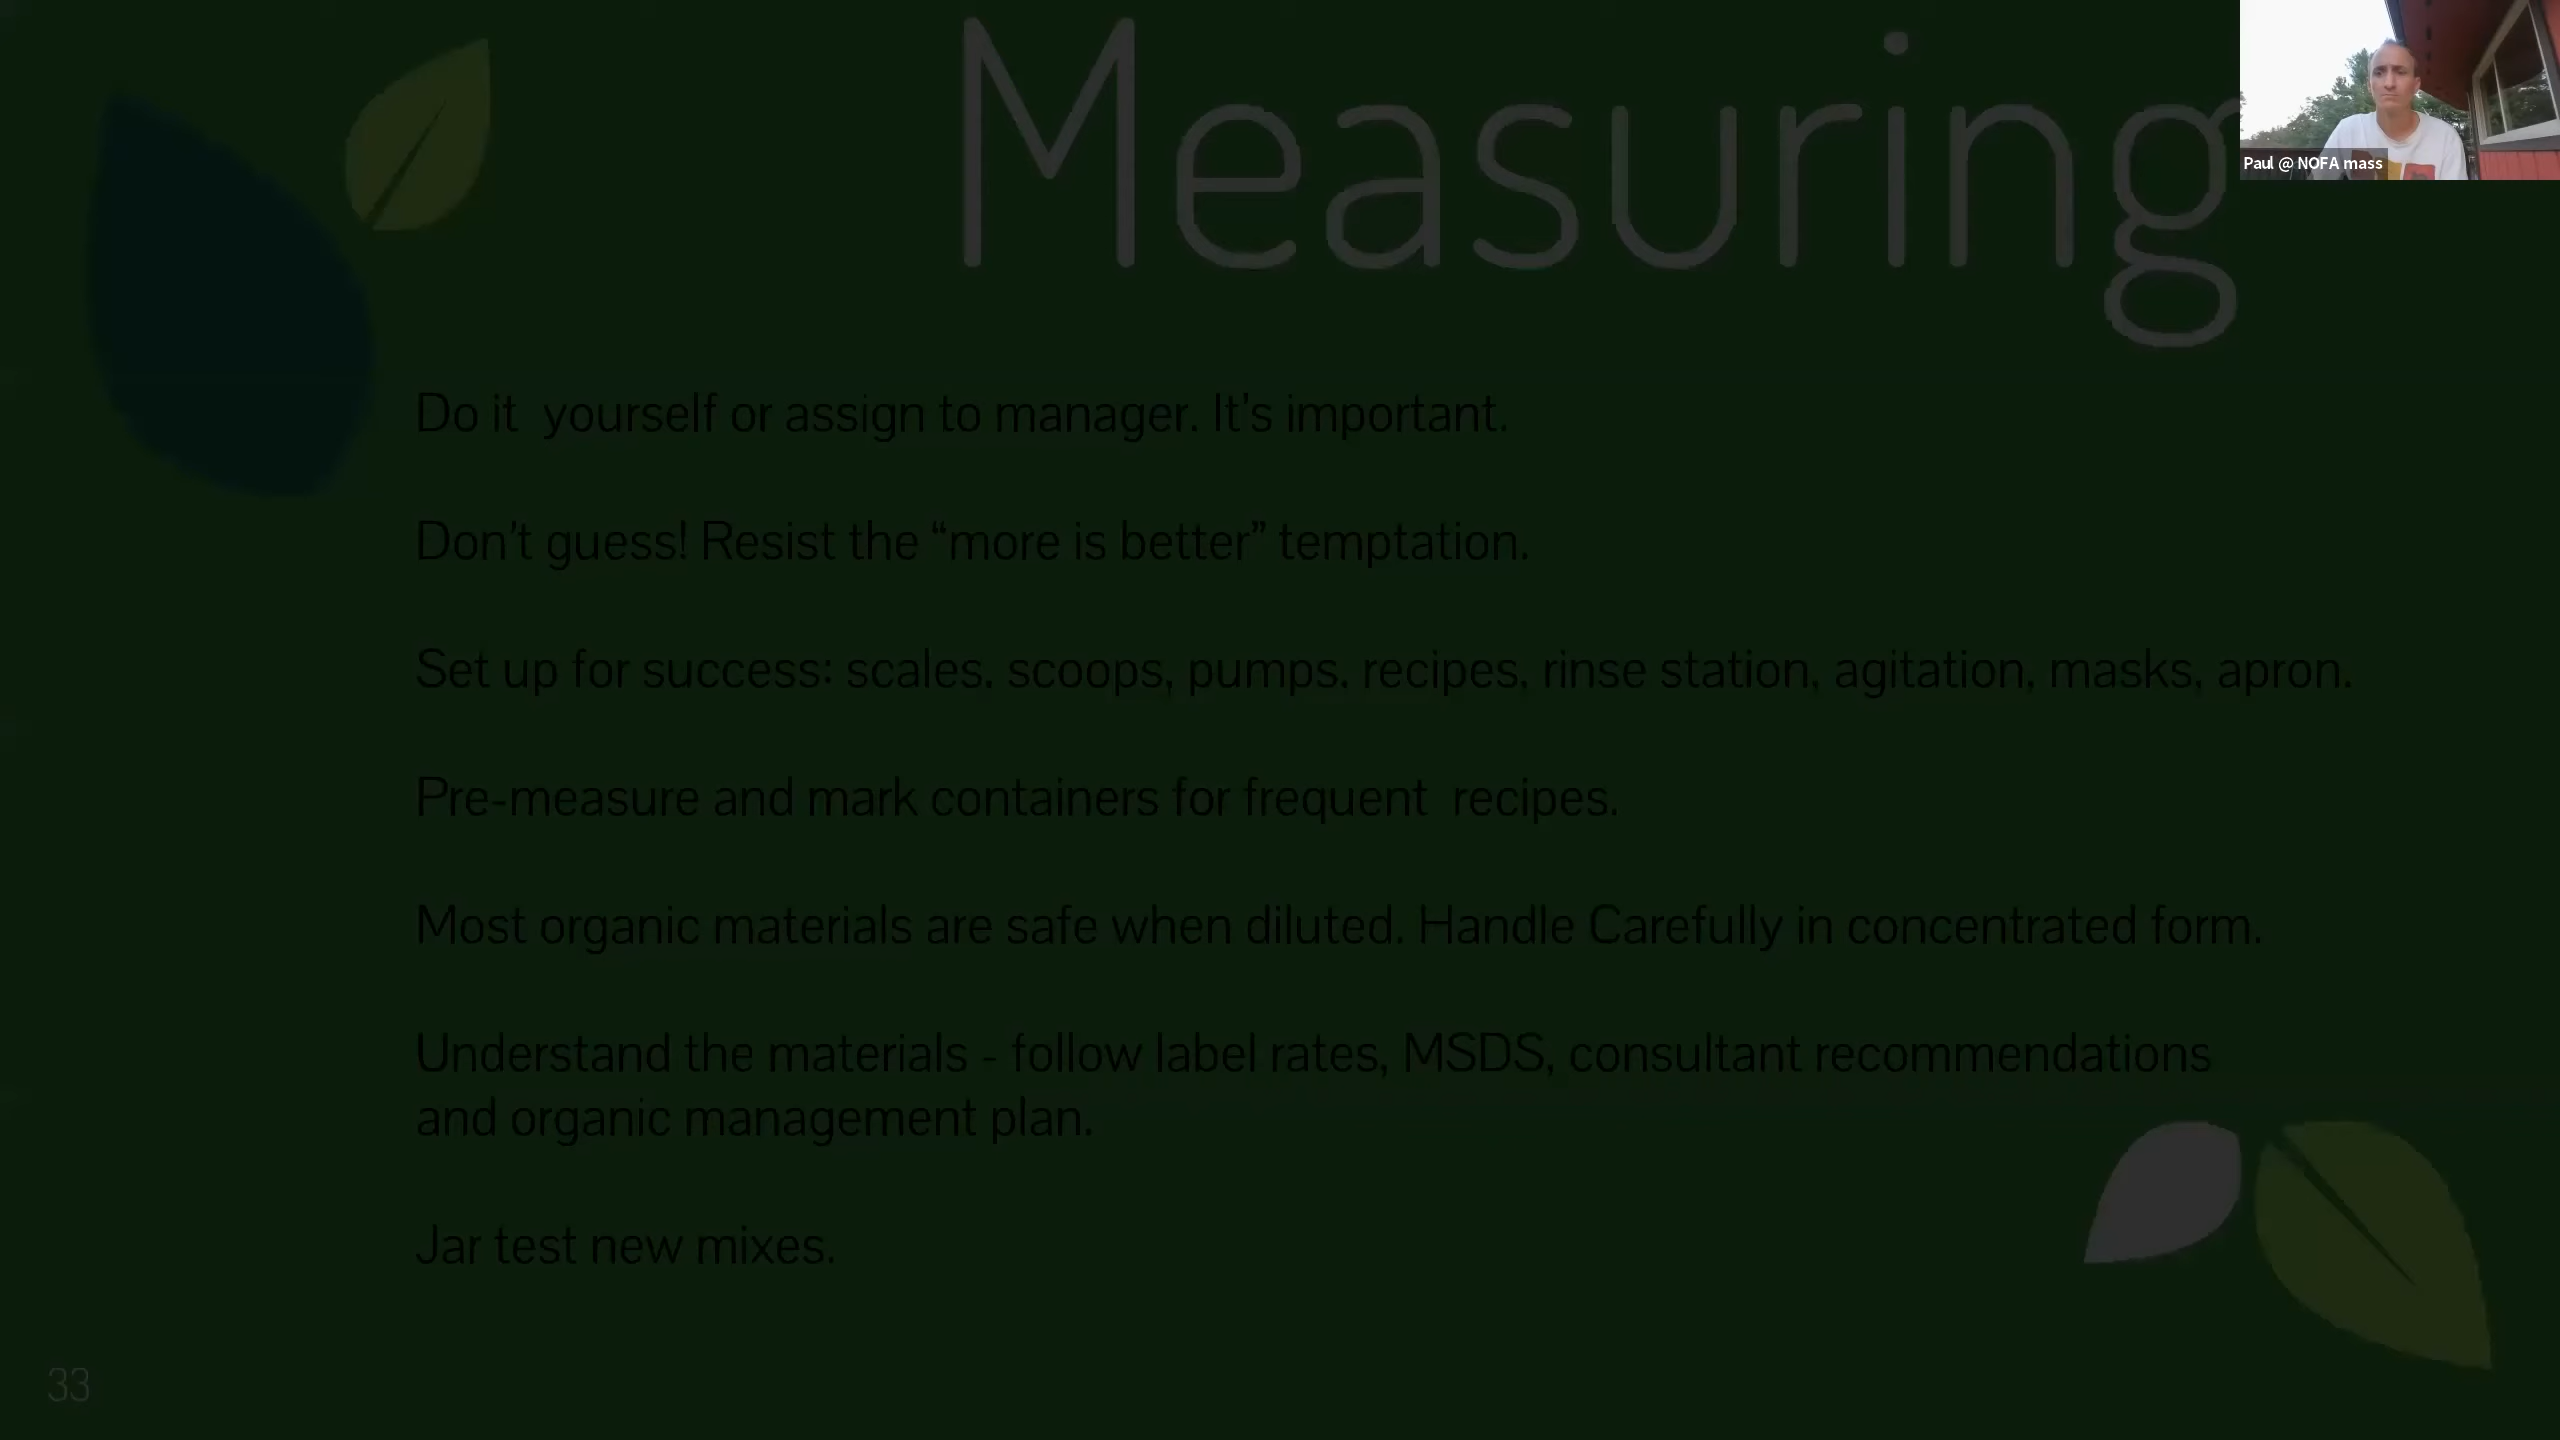 Measuring
Paul @ NOFA mass
Do it  yourself or assign to manager. It's important.
Don't guess! Resist the “more is better” temptation.
Set up for success: scales. scoops, pumps. recipes, rinse station, agitation, masks, apron.
Pre-measure and mark containers for frequent  recipes.
Most organic materials are safe when diluted. Handle Carefully in concentrated form.
Understand the materials - follow label rates, MSDS, consultant recommendations
and organic management plan.
Jar test new mixes.
33